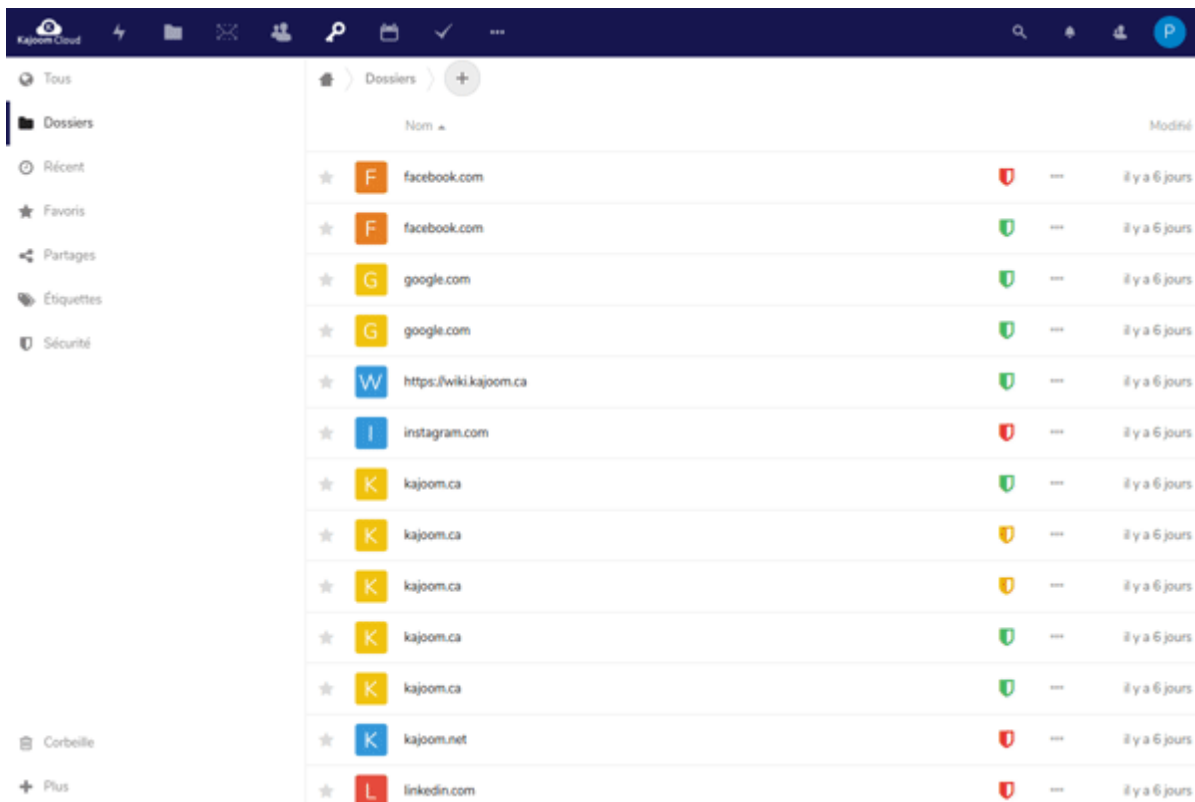 Kajoom Cloud
P
Tous
Dossiers
Récent
Favoris
Partages
Étiquettes
Sécurité
Corbeille
Plus
Dossiers
Nom Modifié
F facebook.com il y a 6 jours
F facebook.com il y a 6 jours
G google.com il y a 6 jours
G google.com il y a 6 jours
W https://wiki.kajoom.ca il y a 6 jours
I instagram.com il y a 6 jours
K kajoom.ca il y a 6 jours
K kajoom.ca il y a 6 jours
K kajoom.ca il y a 6 jours
K kajoom.ca il y a 6 jours
K kajoom.ca il y a 6 jours
K kajoom.net il y a 6 jours
L linkedin.com il y a 6 jours